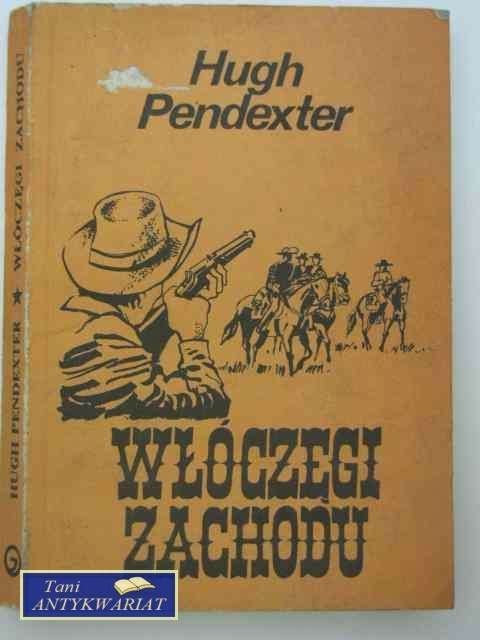 Hugh
Pendexter
WŁÓCZĘGI
ZACHODU
HUGH PENDEXTER ★ WŁÓCZĘGI ZACHODU
Tani
ANTYKWARIAT